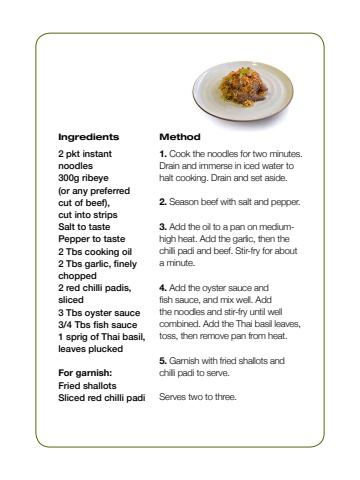 Ingredients
2 pkt instant
noodles
300g ribeye
(or any preferred
cut of beef),
cut into strips
Salt to taste
Pepper to taste
2 Tbs cooking oil
2 Tbs garlic, finely
chopped
2 red chilli padis,
sliced
3 Tbs oyster sauce
3/4 Tbs fish sauce
1 sprig of Thai basil,
leaves plucked
For garnish:
Fried shallots
Sliced red chilli padi
Method
1. Cook the noodles for two minutes.
Drain and immerse in iced water to
halt cooking. Drain and set aside.
2. Season beef with salt and pepper.
3. Add the oil to a pan on medium-
high heat. Add the garlic, then the
chilli padi and beef. Stir-fry for about
a minute.
4. Add the oyster sauce and
fish sauce, and mix well. Add
the noodles and stir-fry until well
combined. Add the Thai basil leaves,
toss, then remove pan from heat.
5. Garnish with fried shallots and
chilli padi to serve.
Serves two to three.